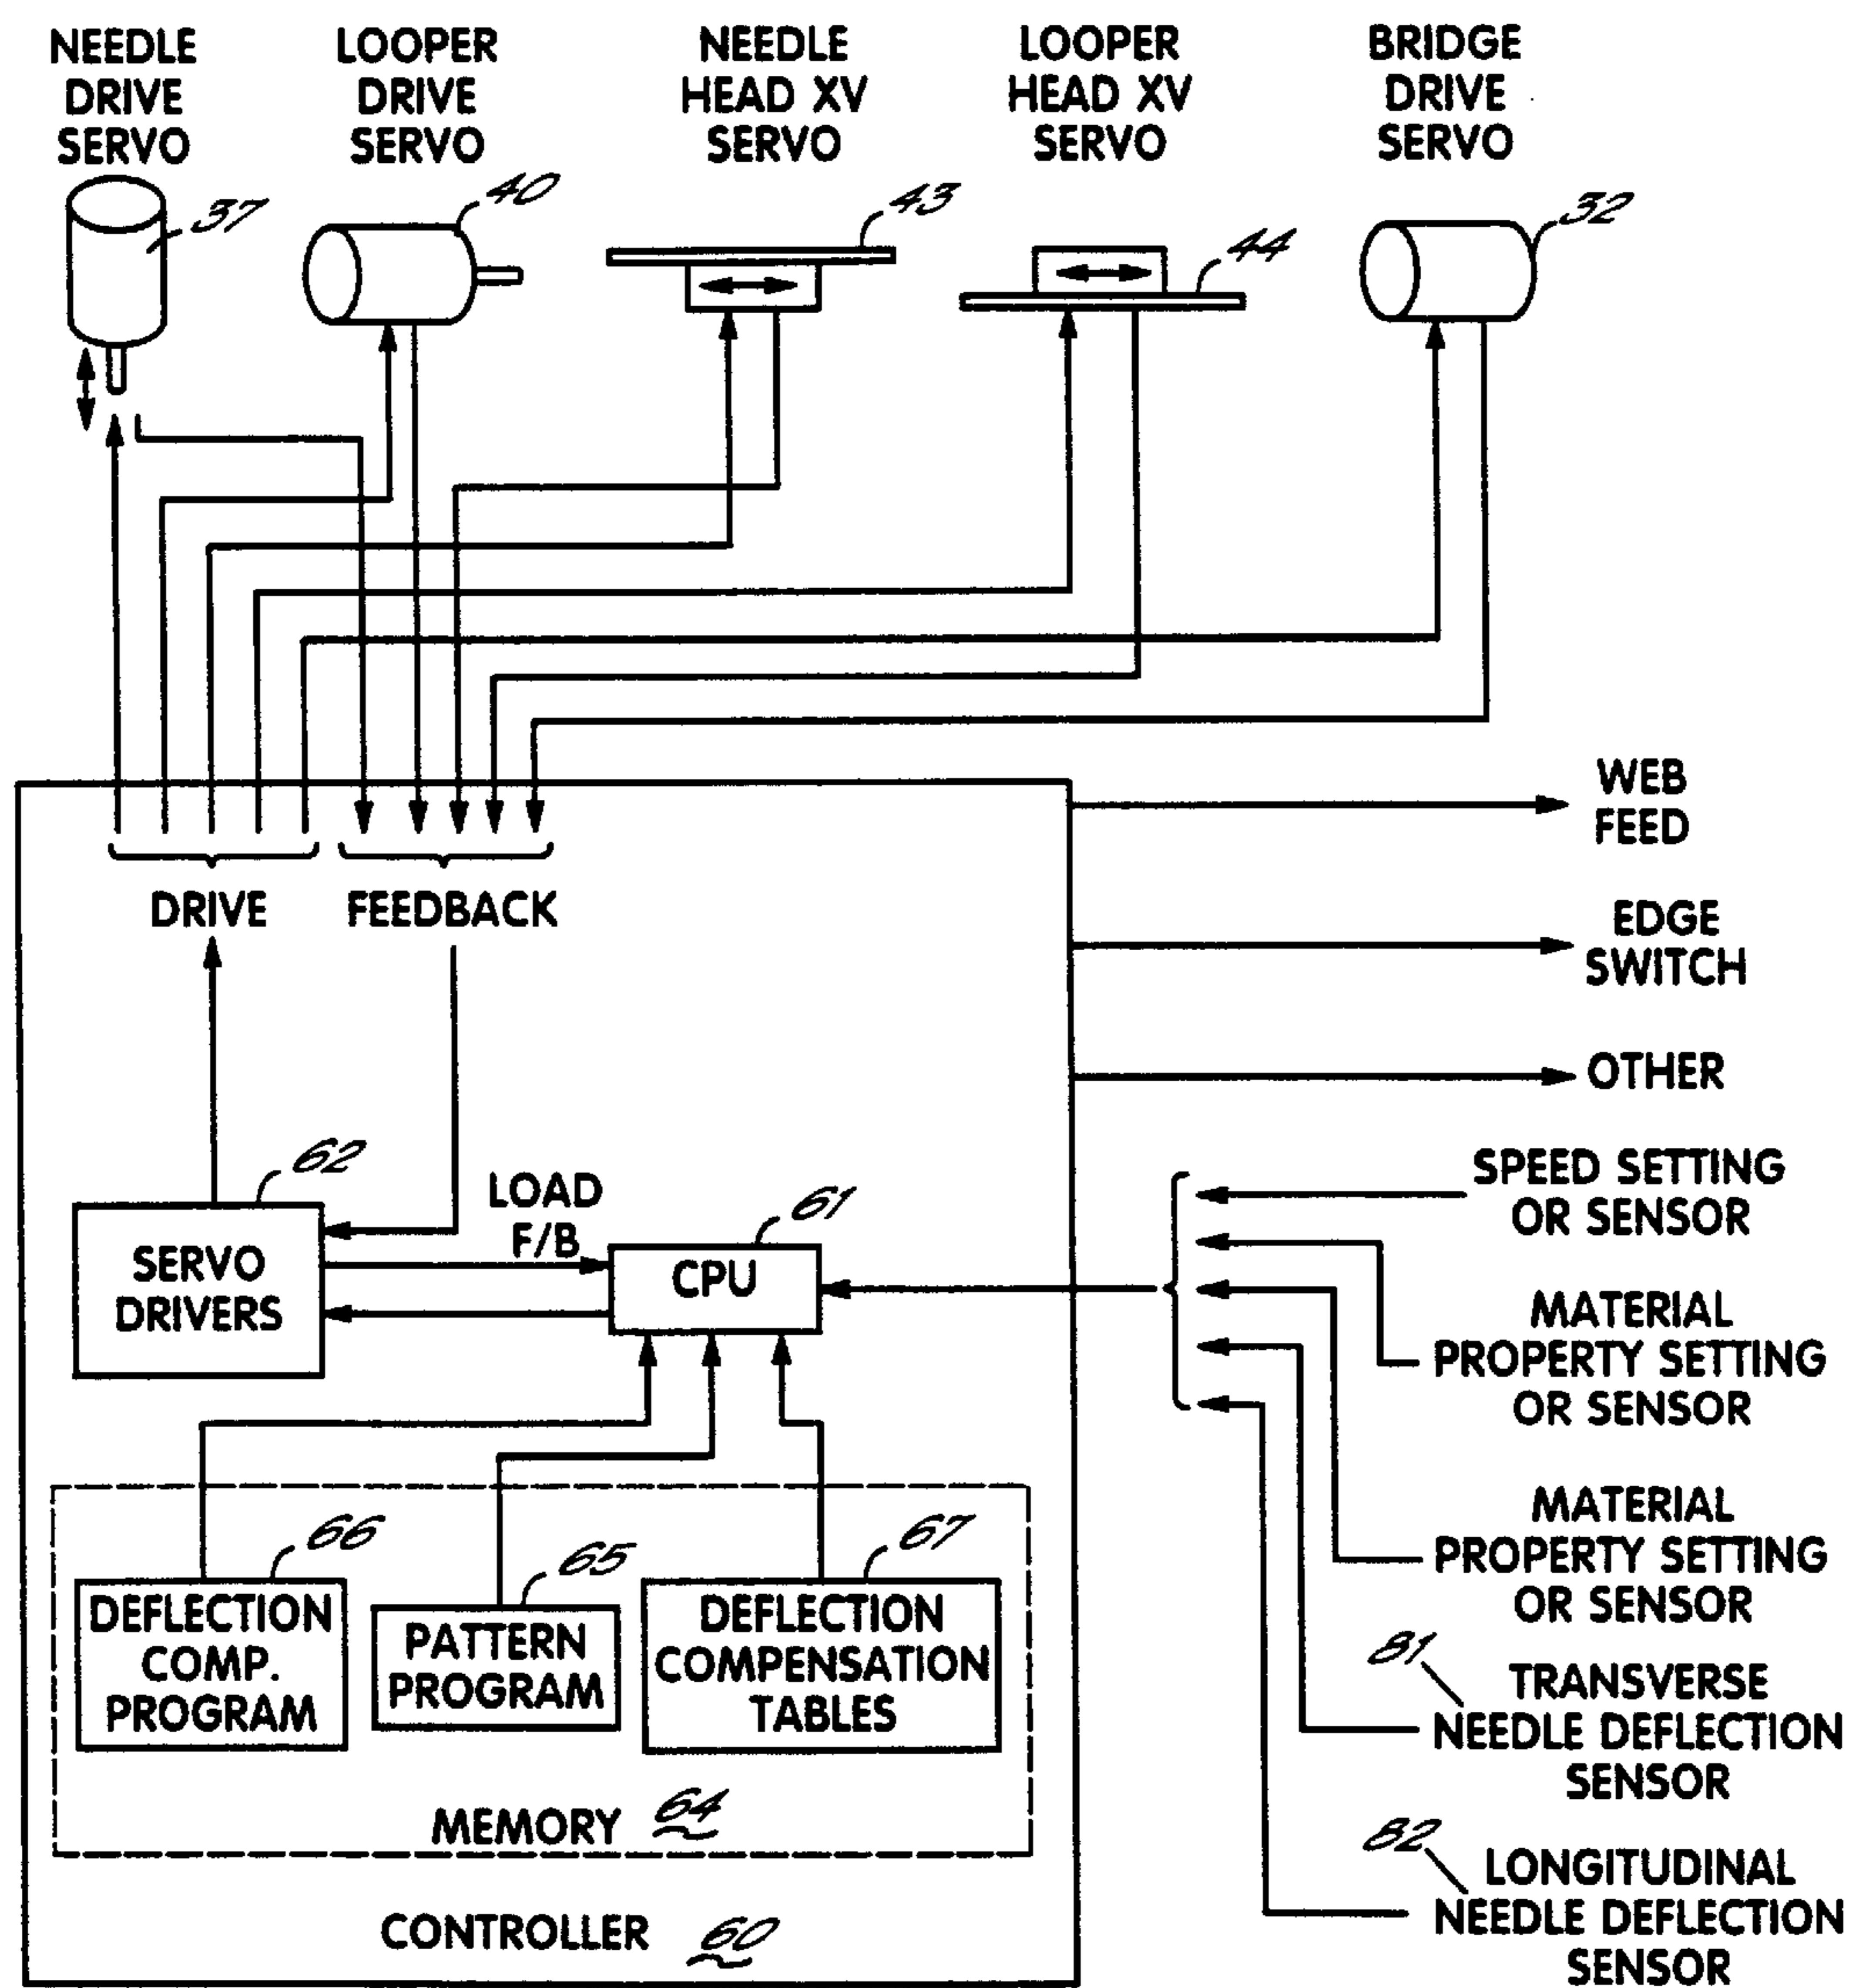 NEEDLE
DRIVE
SERVO
LOOPER
DRIVE
SERVO
NEEDLE
HEAD XV
SERVO
LOOPER
HEAD XV
SERVO
BRIDGE
DRIVE
SERVO
37
40
43
44
32
WEB
FEED
DRIVE
FEEDBACK
EDGE
SWITCH
OTHER
62
LOAD
F/B
61
SERVO
DRIVERS
CPU
SPEED SETTING
OR SENSOR
MATERIAL
PROPERTY SETTING
OR SENSOR
MATERIAL
PROPERTY SETTING
OR SENSOR
66
65
67
DEFLECTION
COMP.
PROGRAM
PATTERN
PROGRAM
DEFLECTION
COMPENSATION
TABLES
81
TRANSVERSE
NEEDLE DEFLECTION
SENSOR
MEMORY 64
82
LONGITUDINAL
NEEDLE DEFLECTION
SENSOR
CONTROLLER 60